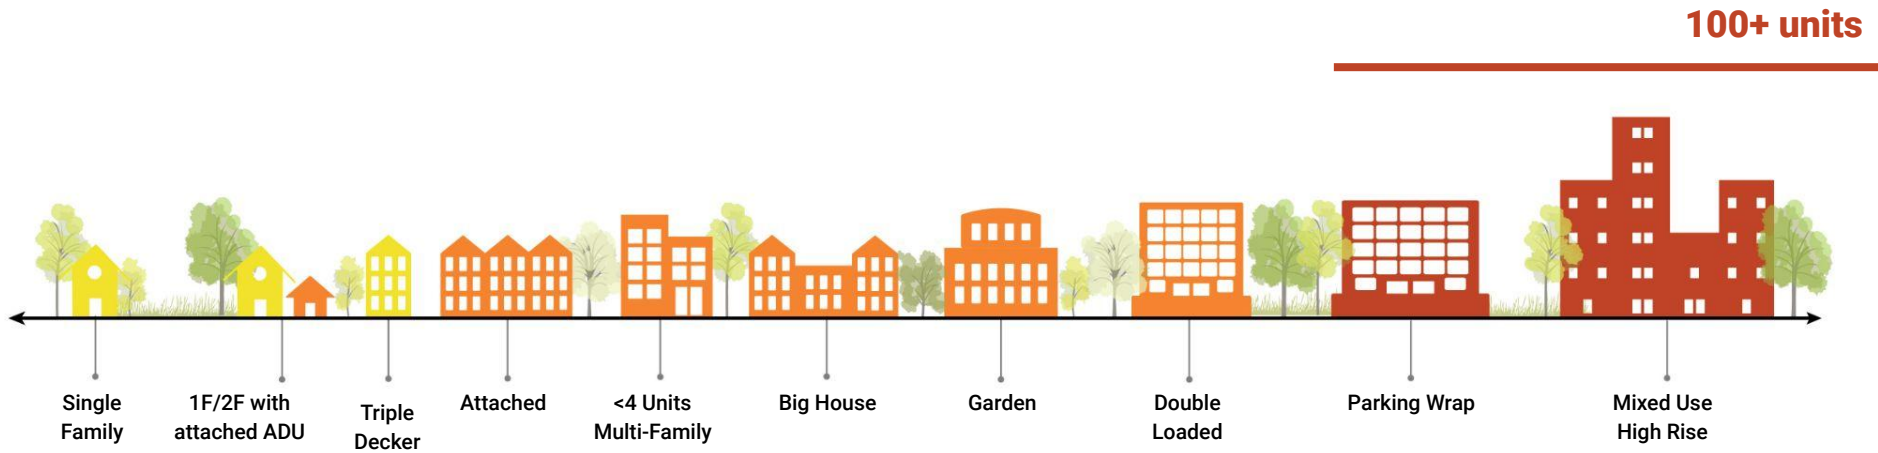 100+ units
Single
Family
1F/2F with
attached ADU
Triple
Decker
Attached
<4 Units
Multi-Family
Big House
Garden
Double
Loaded
Parking Wrap
Mixed Use
High Rise